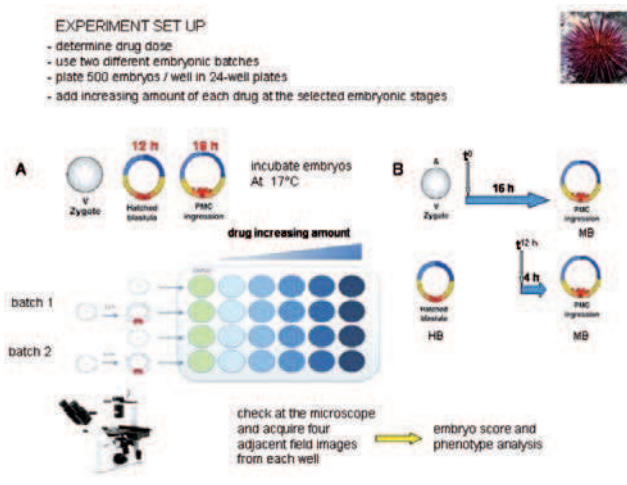 EXPERIMENT SET UP
- determine drug dose
- use two different embryonic batches
- plate 500 embryos / well in 24-well plates
- add increasing amount of each drug at the selected embryonic stages
A
12 h
16 h
V
Zygote
Hatched
blastula
PMC
ingression
incubate embryos
At 17°C
drug increasing amount
batch 1
batch 2
B
A
V
Zygote
t0
16 h
PMC
ingression
MB
Hatched
blastula
HB
t12 h
4 h
PMC
ingression
MB
check at the microscope
and acquire four
adjacent field images
from each well
embryo score and
phenotype analysis